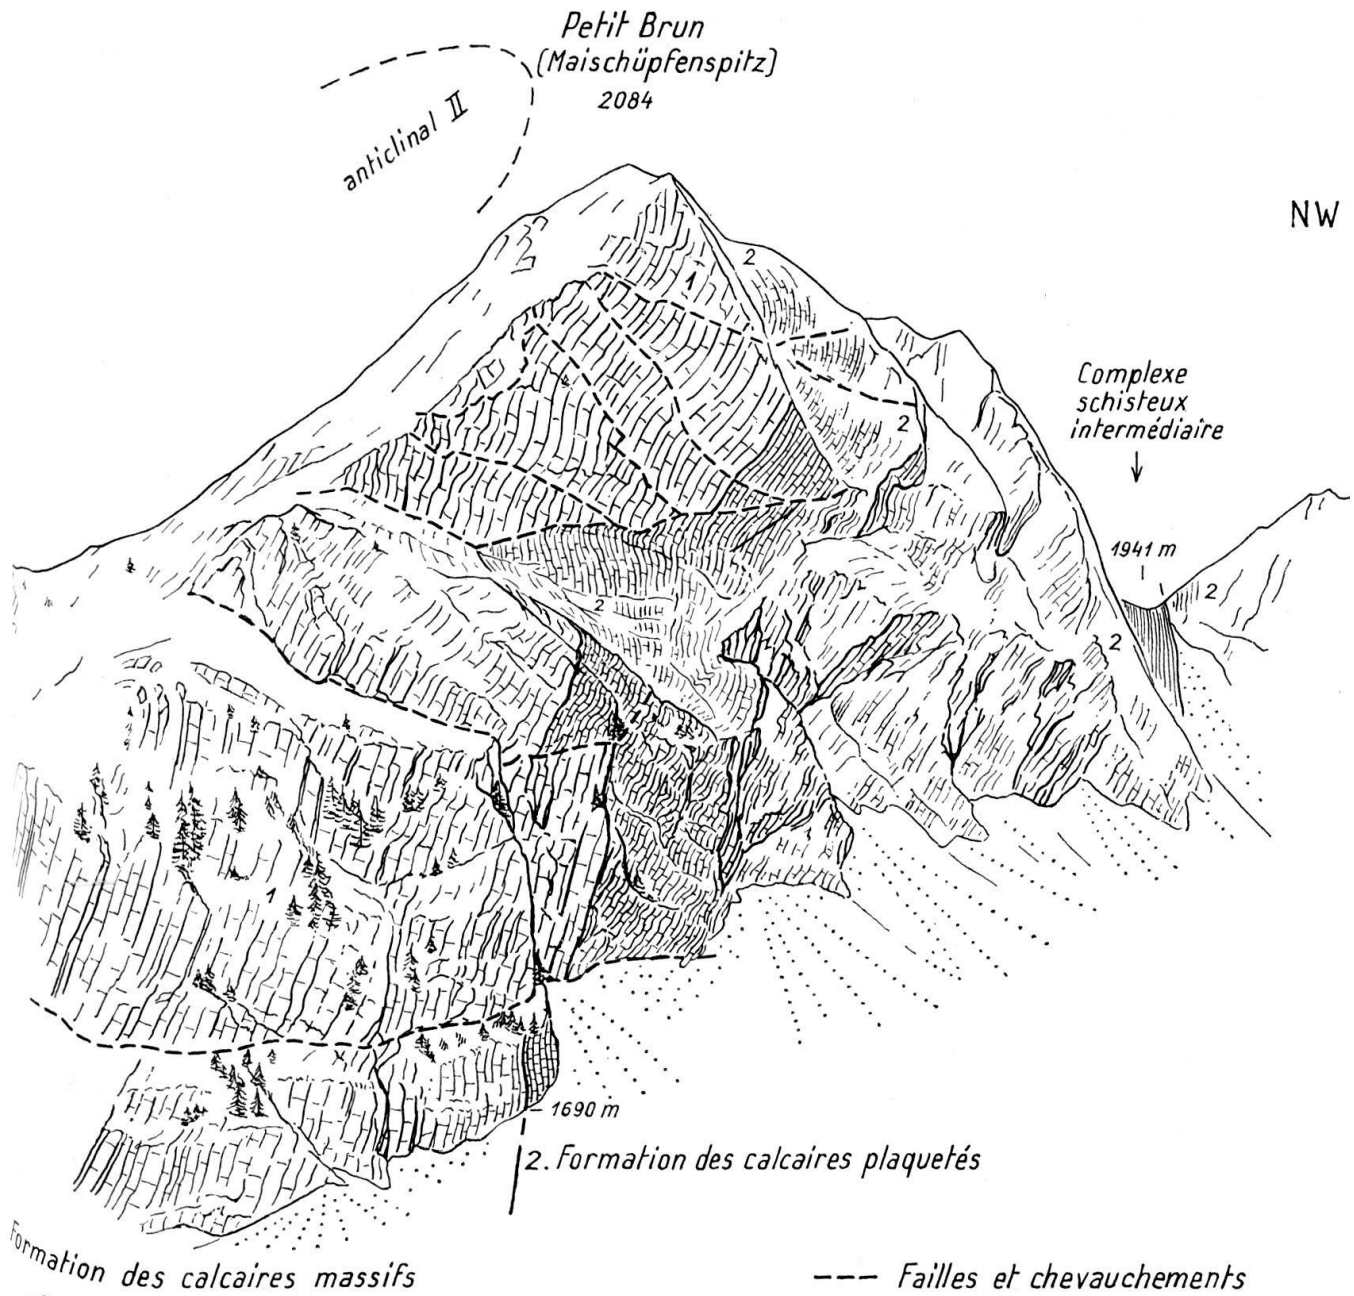 Petit Brun
(Maischüpfenspitz)
2084
anticlinal II
NW
2
1
Complexe
schisteux
intermédiaire
2
1941 m
2
2
2
1
1690 m
2. Formation des calcaires plaquetés
Formation des calcaires massifs
Failles et chevauchements